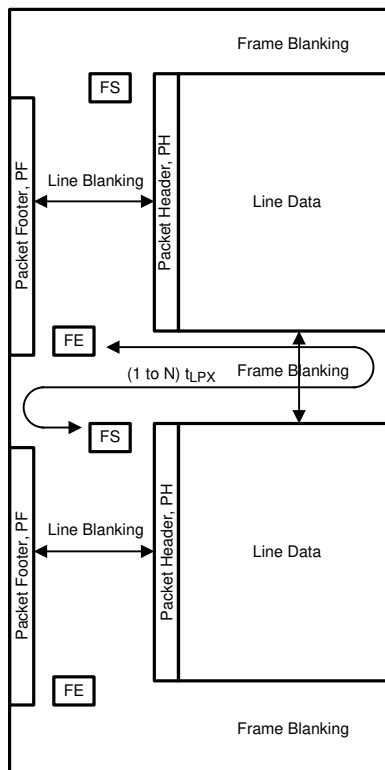 Frame Blanking
FS
Packet Footer, PF
Line Blanking
Packet Header, PH
Line Data
FE
(1 to N) tLPX
Frame Blanking
FS
Packet Footer, PF
Line Blanking
Packet Header, PH
Line Data
FE
Frame Blanking